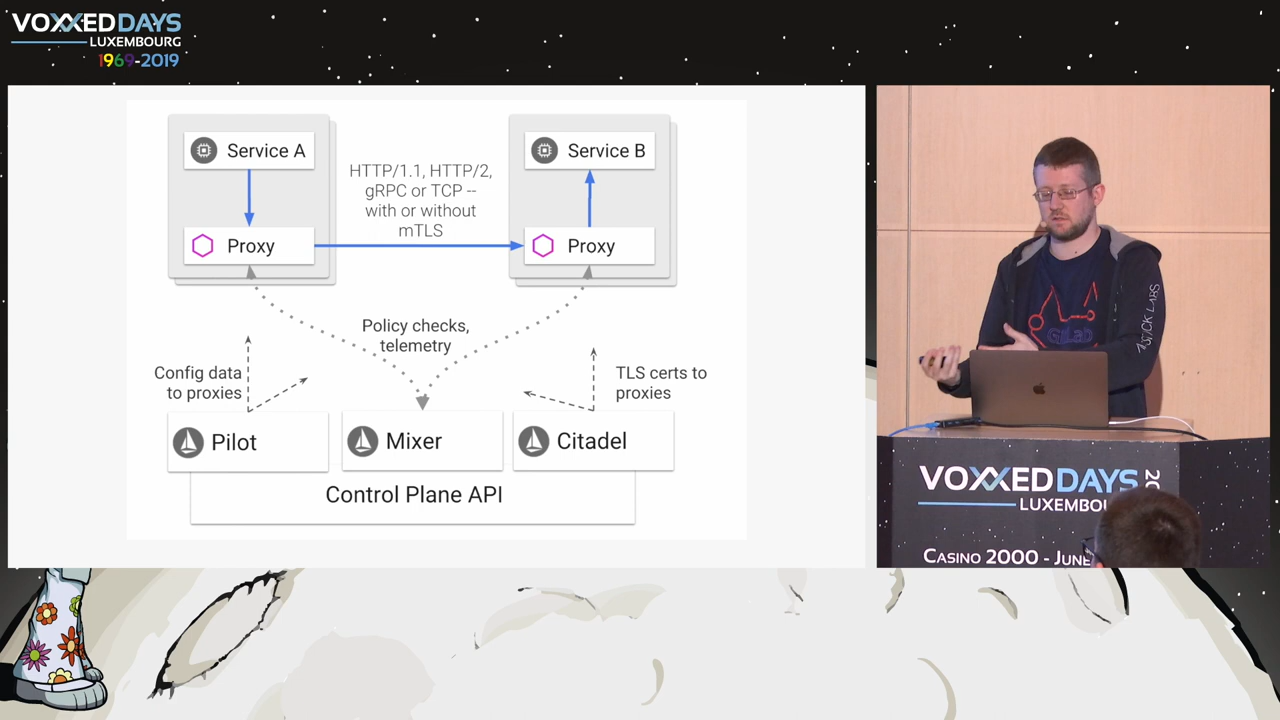 VOXXED DAYS
LUXEMBOURG
1969-2019
Service A
Service B
HTTP/1.1, HTTP/2,
gRPC or TCP --
with or without
mTLS
Proxy
Proxy
Policy checks,
telemetry
Config data
to proxies
TLS certs to
proxies
Pilot
Mixer
Citadel
Control Plane API
GitLab
STICK LABS
VOXXED DAYS
LUXEMBOU
CASINO 2000 - JUNE